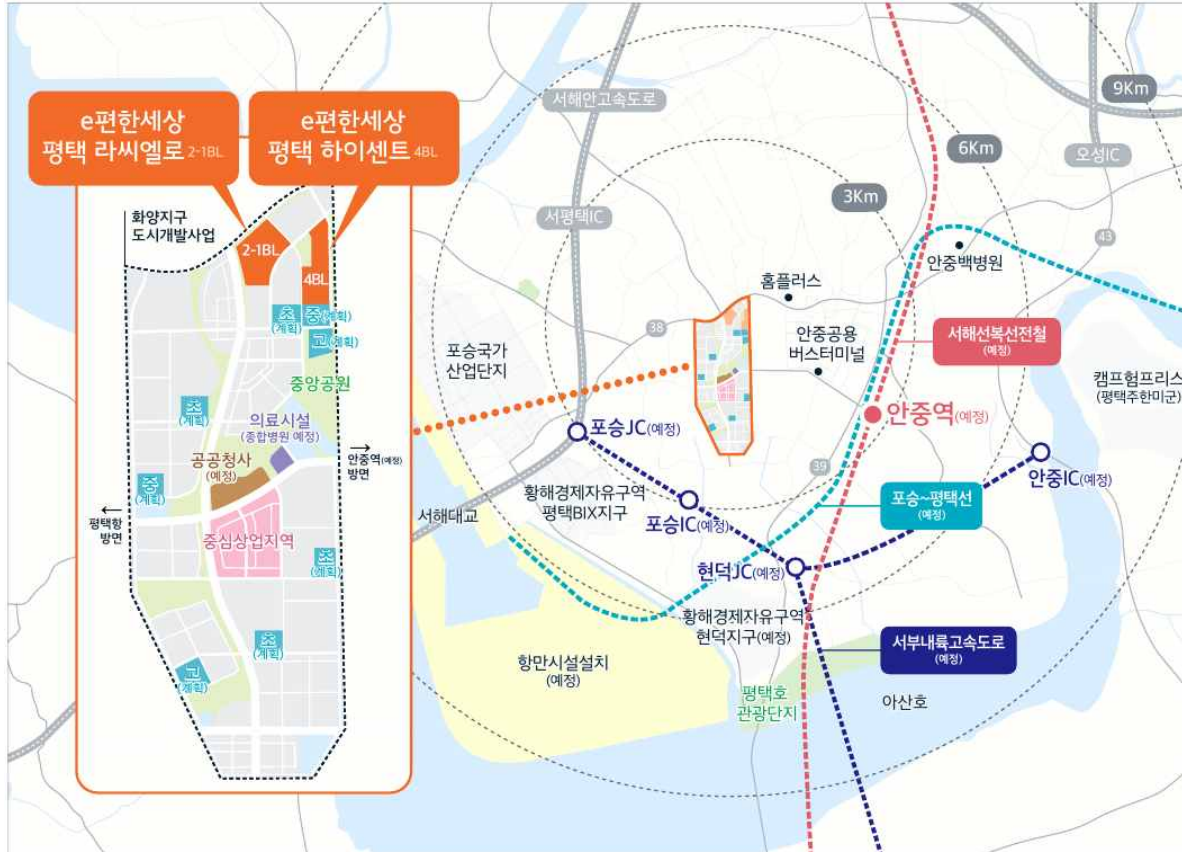 e편한세상
평택 라씨엘로 2-1BL
e편한세상
평택 하이센트 4BL
화양지구
도시개발사업
2-1BL
4BL
초
(계획)
중(계획)
고(계획)
중앙공원
초
(계획)
의료시설
(종합병원 예정)
공공청사
(예정)
→
안중역(예정)
방면
중
(계획)
←
평택항
방면
중심상업지역
초
(계획)
초
(계획)
고
(계획)
서해안고속도로
9Km
6Km
오성IC
3Km
서평택IC
43
안중백병원
홈플러스
38
안중공용
버스터미널
서해선복선전철
(예정)
포승국가
산업단지
캠프험프리스
(평택주한미군)
안중역(예정)
포승JC(예정)
39
안중IC(예정)
황해경제자유구역
평택BIX지구
포승~평택선
(예정)
서해대교
포승IC(예정)
현덕JC(예정)
황해경제자유구역
현덕지구(예정)
서부내륙고속도로
(예정)
항만시설설치
(예정)
평택호
관광단지
아산호